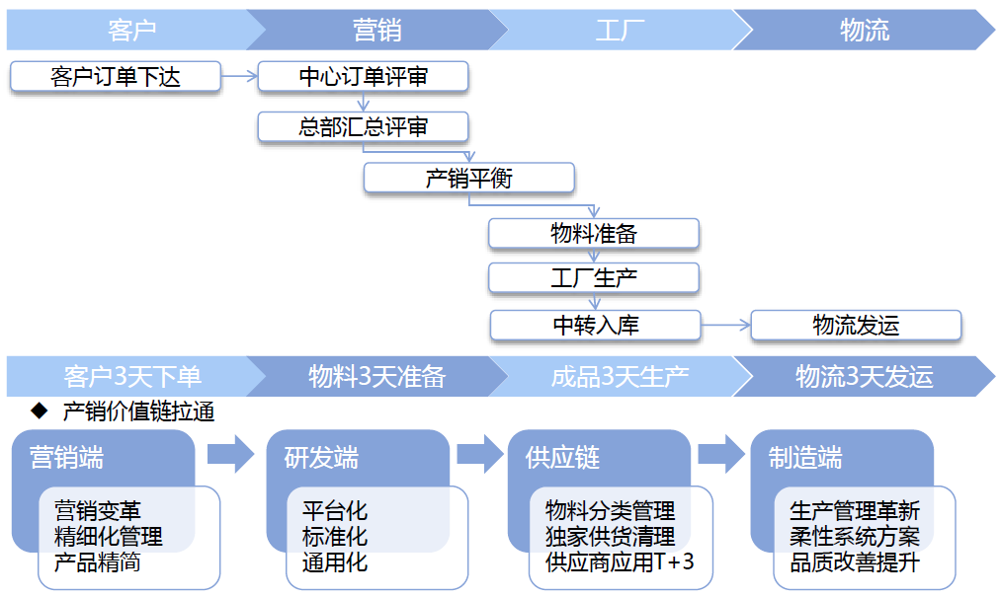 客户
营销
工厂
物流
客户订单下达
中心订单评审
总部汇总评审
产销平衡
物料准备
工厂生产
中转入库
物流发运
客户3天下单
物料3天准备
成品3天生产
物流3天发运
◆ 产销价值链拉通
营销端
营销变革
精细化管理
产品精简
研发端
平台化
标准化
通用化
供应链
物料分类管理
独家供货清理
供应商应用T+3
制造端
生产管理革新
柔性系统方案
品质改善提升